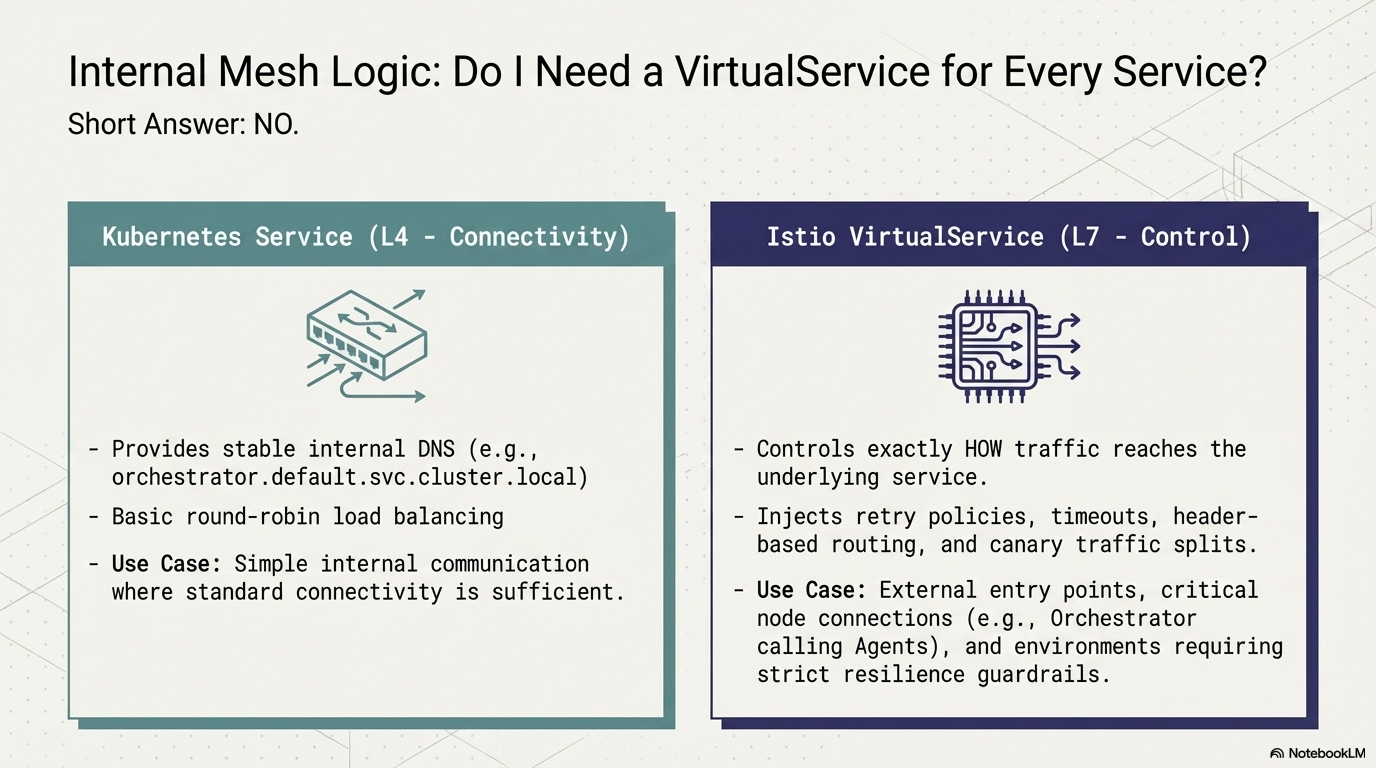 Internal Mesh Logic: Do I Need a VirtualService for Every Service?
Short Answer: NO.
Kubernetes Service (L4 - Connectivity)
- Provides stable internal DNS (e.g.,
orchestrator.default.svc.cluster.local)
- Basic round-robin load balancing
- Use Case: Simple internal communication
where standard connectivity is sufficient.
Istio VirtualService (L7 - Control)
- Controls exactly HOW traffic reaches the
underlying service.
- Injects retry policies, timeouts, header-
based routing, and canary traffic splits.
- Use Case: External entry points, critical
node connections (e.g., Orchestrator
calling Agents), and environments requiring
strict resilience guardrails.
NotebookLM